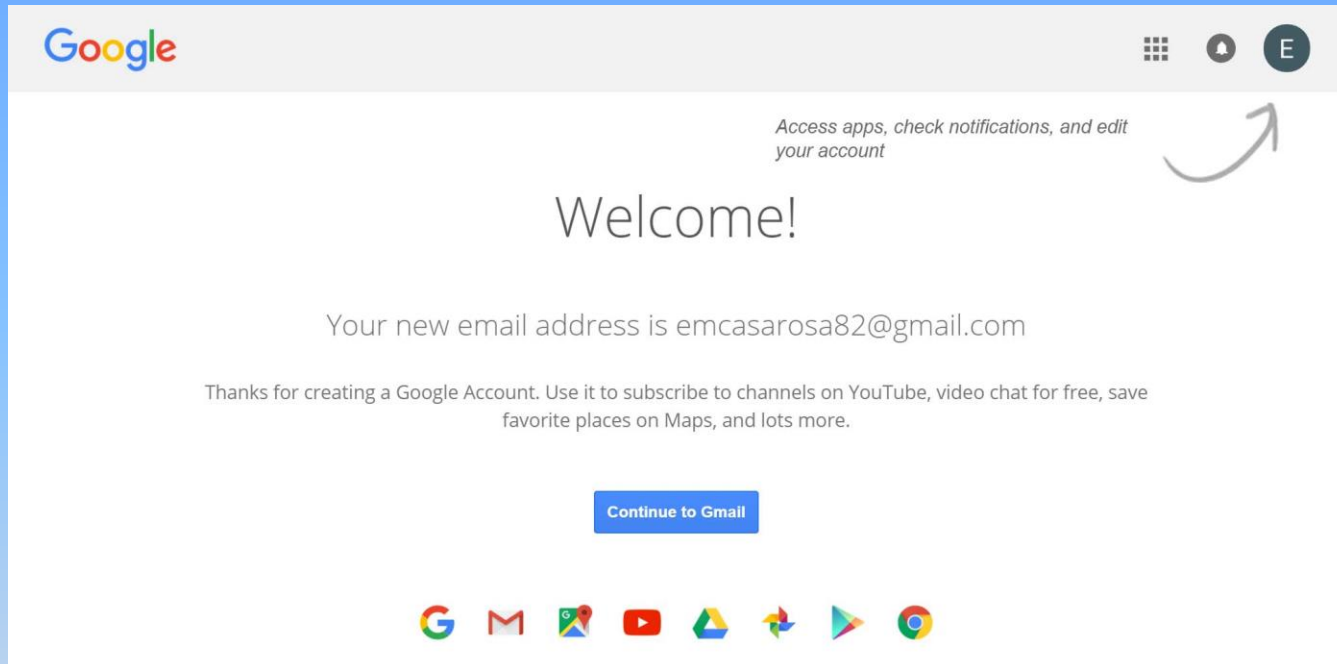 Google
E
Access apps, check notifications, and edit
your account
Welcome!
Your new email address is emcasarosa82@gmail.com
Thanks for creating a Google Account. Use it to subscribe to channels on YouTube, video chat for free, save
favorite places on Maps, and lots more.
Continue to Gmail